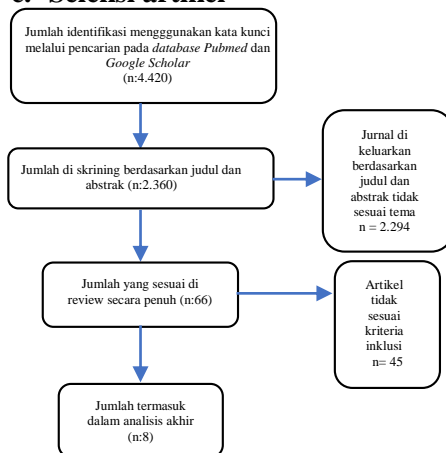 c. Seleksi artikel
Jumlah identifikasi mengggunakan kata kunci
melalui pencarian pada database Pubmed dan
Google Scholar
(n:4.420)
Jumlah di skrining berdasarkan judul dan
abstrak (n:2.360)
Jurnal di
keluarkan
berdasarkan
judul dan
abstrak tidak
sesuai tema
n = 2.294
Jumlah yang sesuai di
review secara penuh (n:66)
Artikel
tidak
sesuai
kriteria
inklusi
n= 45
Jumlah termasuk
dalam analisis akhir
(n:8)